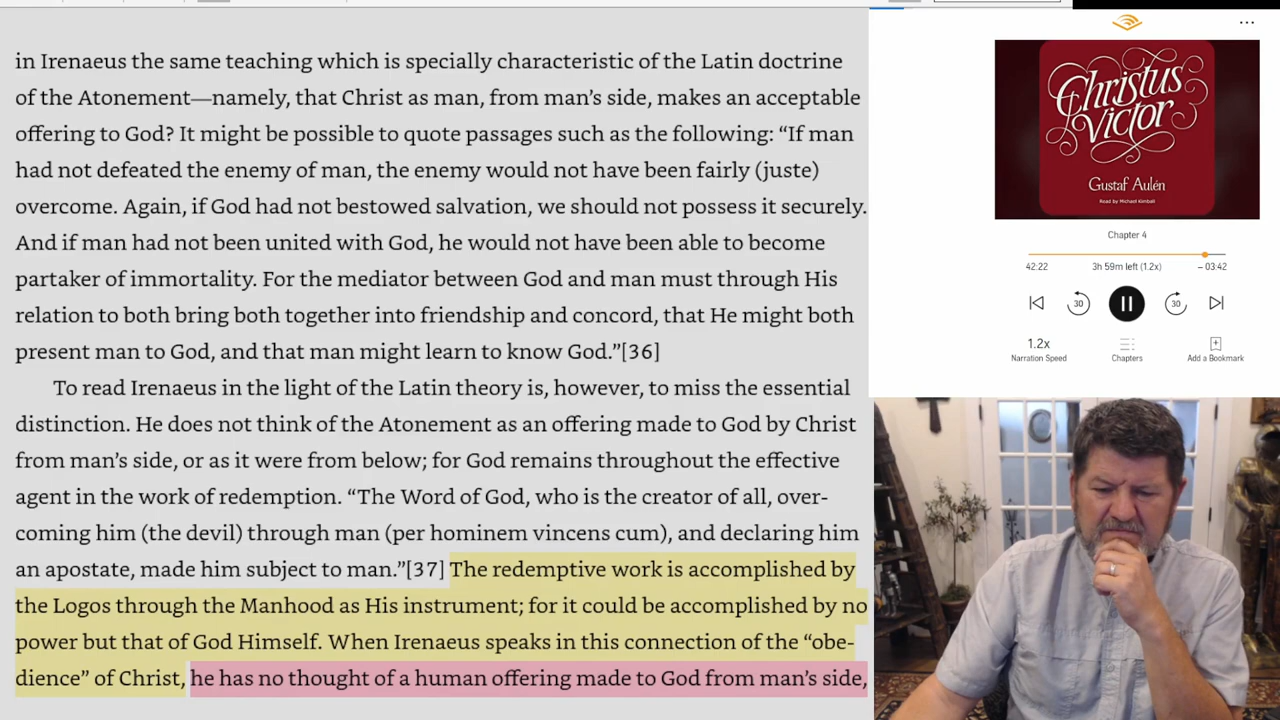 in Irenaeus the same teaching which is specially characteristic of the Latin doctrine
of the Atonement—namely, that Christ as man, from man’s side, makes an acceptable
offering to God? It might be possible to quote passages such as the following: “If man
had not defeated the enemy of man, the enemy would not have been fairly (juste)
overcome. Again, if God had not bestowed salvation, we should not possess it securely.
And if man had not been united with God, he would not have been able to become
partaker of immortality. For the mediator between God and man must through His
relation to both bring both together into friendship and concord, that He might both
present man to God, and that man might learn to know God.”[36]
To read Irenaeus in the light of the Latin theory is, however, to miss the essential
distinction. He does not think of the Atonement as an offering made to God by Christ
from man’s side, or as it were from below; for God remains throughout the effective
agent in the work of redemption. “The Word of God, who is the creator of all, over-
coming him (the devil) through man (per hominem vincens cum), and declaring him
an apostate, made him subject to man.”[37] The redemptive work is accomplished by
the Logos through the Manhood as His instrument; for it could be accomplished by no
power but that of God Himself. When Irenaeus speaks in this connection of the “obe-
dience” of Christ, he has no thought of a human offering made to God from man’s side,
Christus
Victor
Gustaf Aulén
Read by Michael Kimball
Chapter 4
42:22 3h 59m left (1.2x) – 03:42
30 30
1.2x
Narration Speed Chapters Add a Bookmark